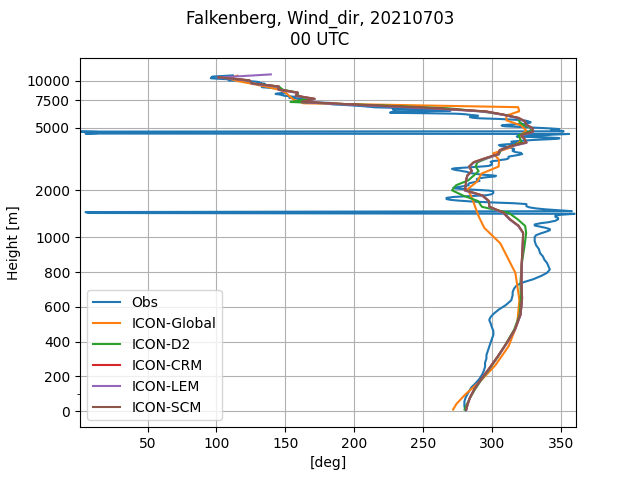 Falkenberg, Wind_dir, 20210703
00 UTC
10000
7500
5000
2000
1000
800
600
400
200
0
Height [m]
Obs
ICON-Global
ICON-D2
ICON-CRM
ICON-LEM
ICON-SCM
50 100 150 200 250 300 350
[deg]